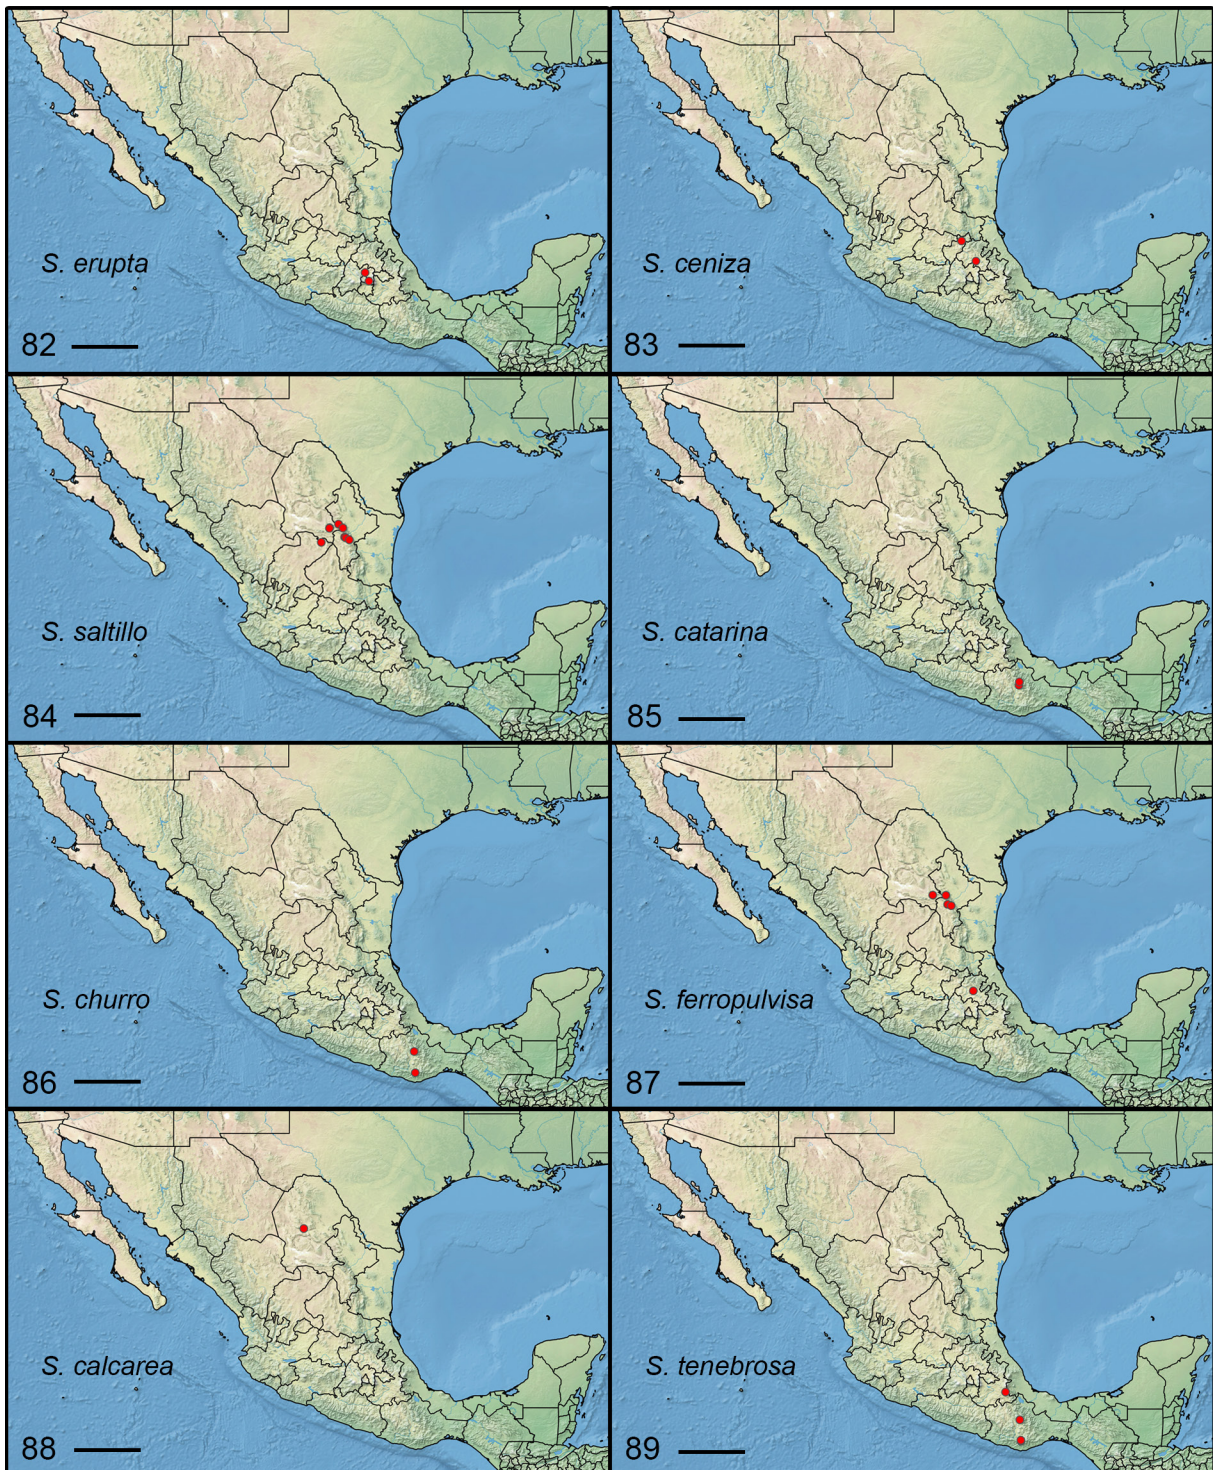 S. erupta
82
S. ceniza
83
S. saltillo
84
S. catarina
85
S. churro
86
S. ferropulvisa
87
S. calcarea
88
S. tenebrosa
89